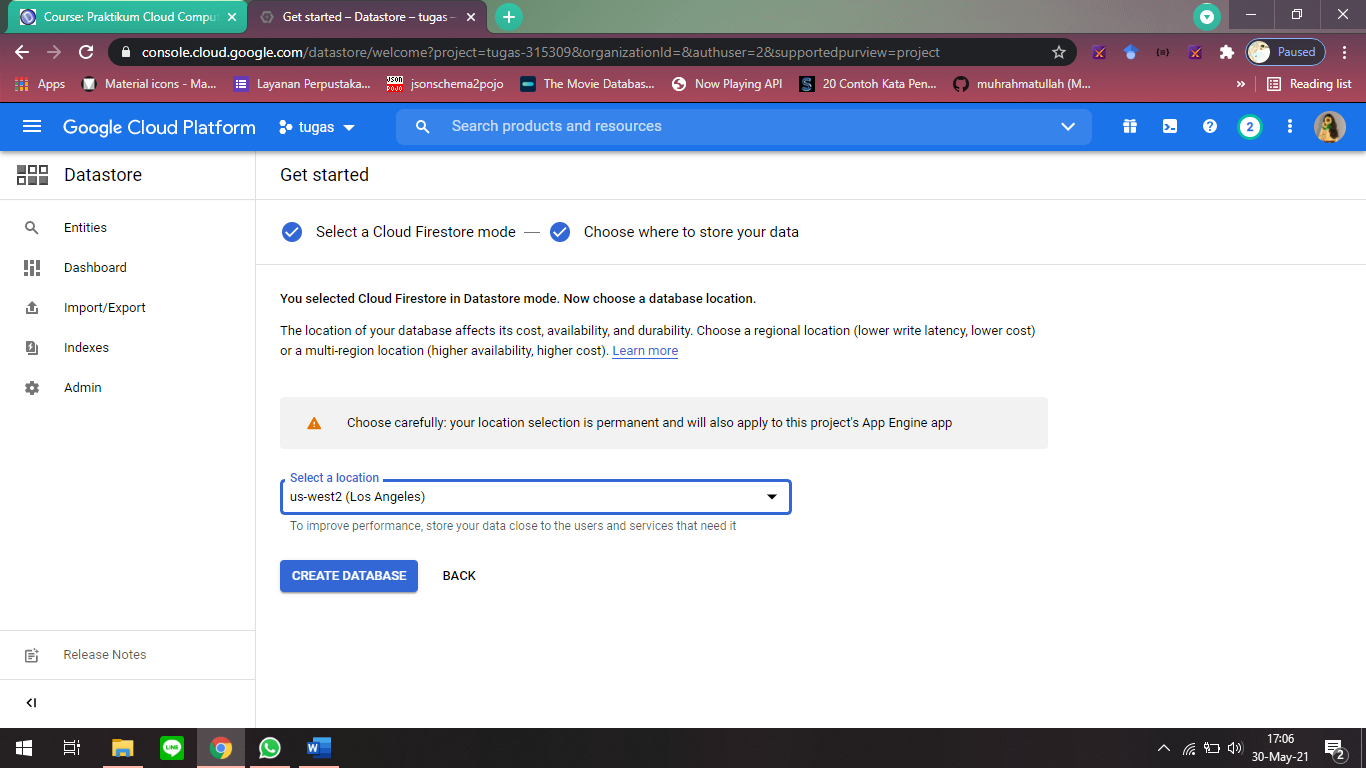 Course: Praktikum Cloud Comput
Get started – Datastore – tugas –
console.cloud.google.com/datastore/welcome?project=tugas-315309&organizationId=&authuser=2&supportedpurview=project
Paused
Apps
Material icons - Ma...
Layanan Perpustaka...
JSON
POJO
jsonschema2pojo
The Movie Databas...
Now Playing API
20 Contoh Kata Pen...
muhrahmatullah (M...
»
Reading list
Google Cloud Platform
tugas
Search products and resources
2
Datastore
Get started
Entities
Dashboard
Import/Export
Indexes
Admin
Select a Cloud Firestore mode
Choose where to store your data
You selected Cloud Firestore in Datastore mode. Now choose a database location.
The location of your database affects its cost, availability, and durability. Choose a regional location (lower write latency, lower cost)
or a multi-region location (higher availability, higher cost). Learn more
Choose carefully: your location selection is permanent and will also apply to this project's App Engine app
Select a location
us-west2 (Los Angeles)
To improve performance, store your data close to the users and services that need it
CREATE DATABASE
BACK
Release Notes
LINE
W
17:06
30-May-21
2